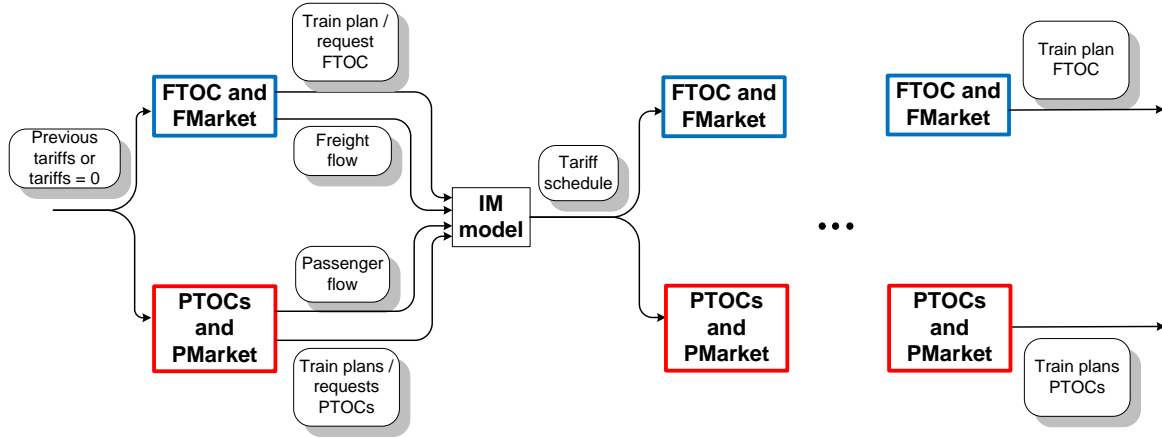 Train plan /
request
FTOC
FTOC and
FMarket
Freight
flow
Previous
tariffs or
tariffs = 0
Passenger
flow
PTOCs
and
PMarket
Train plans /
requests
PTOCs
IM
model
Tariff
schedule
FTOC and
FMarket
PTOCs
and
PMarket
...
FTOC and
FMarket
Train plan
FTOC
PTOCs
and
PMarket
Train plans
PTOCs